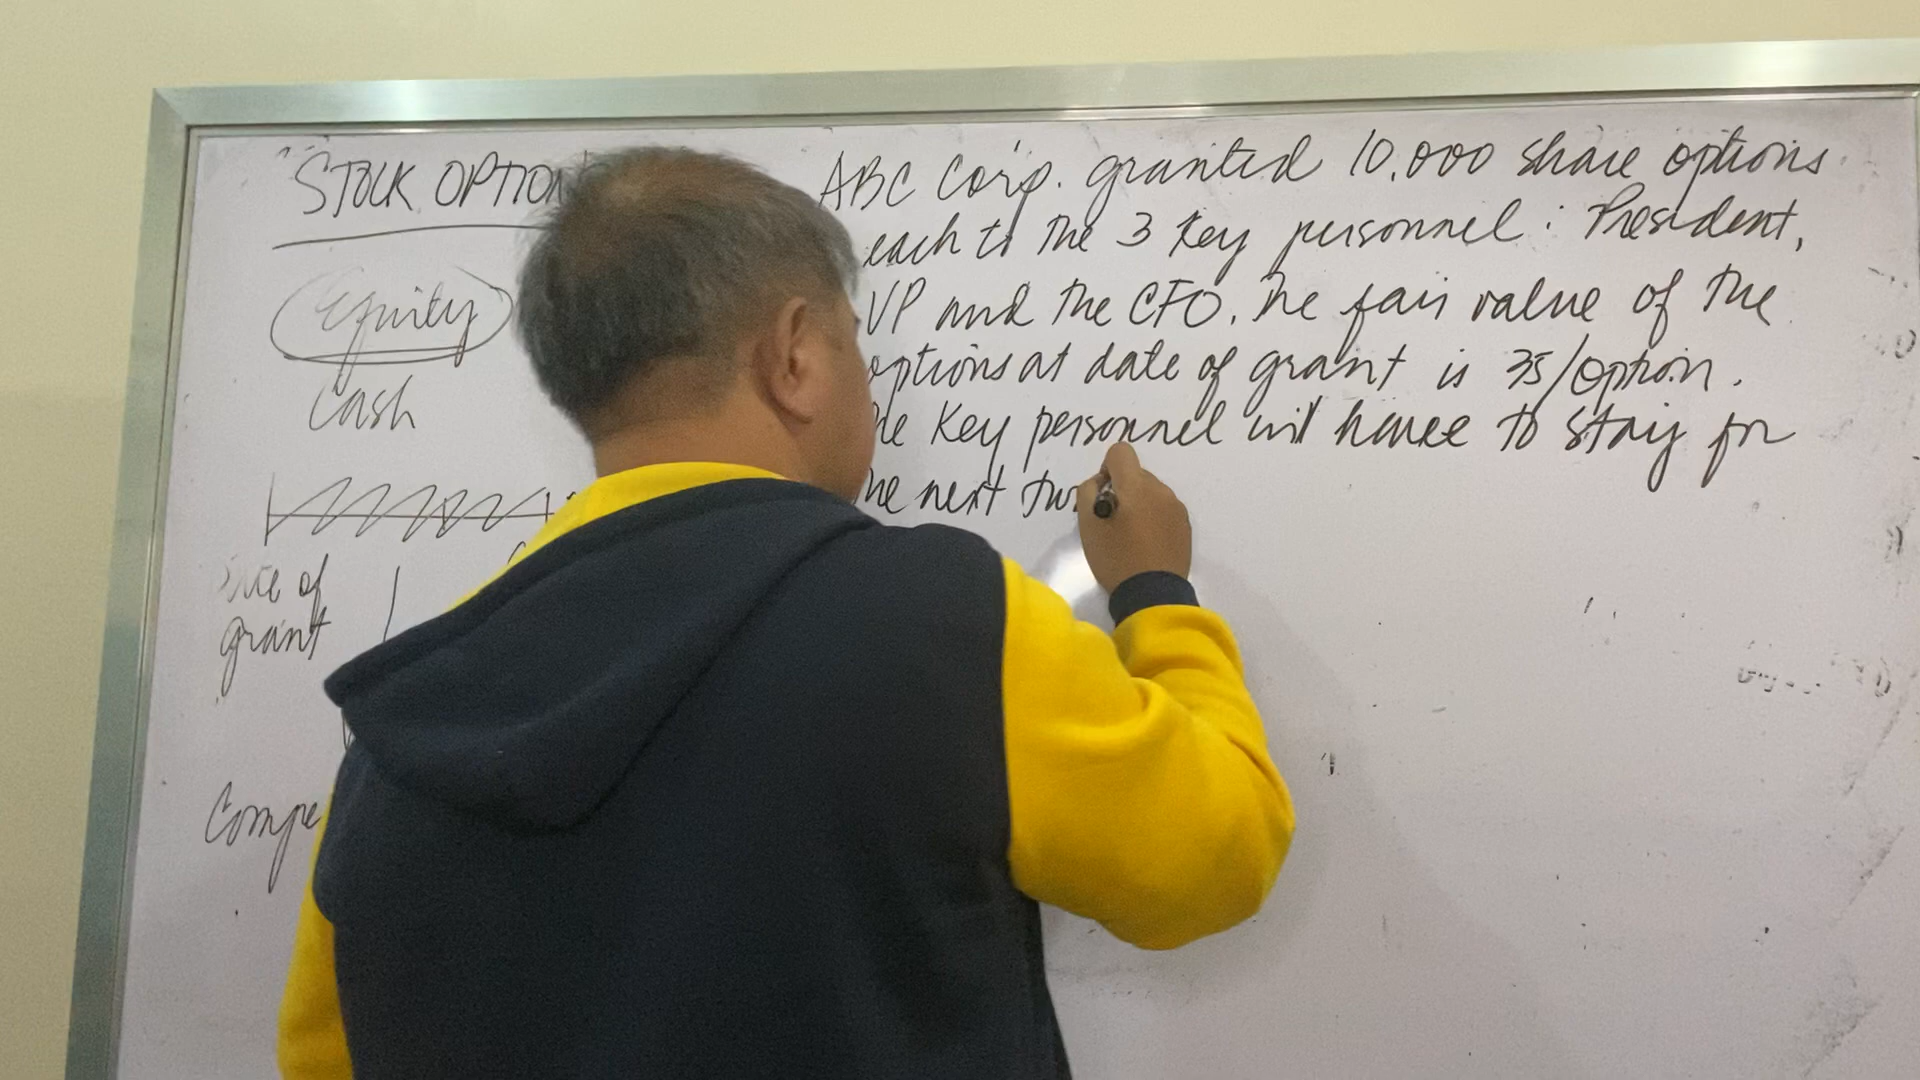 "STOCK OPTION
Equity
Cash
Date of
grant
Compe
ABC Corp. granted 10,000 share options
each to the 3 key personnel: President,
VP and the CFO. The fair value of the
options at date of grant is 35/option.
The key personnel will have to stay for
the next two